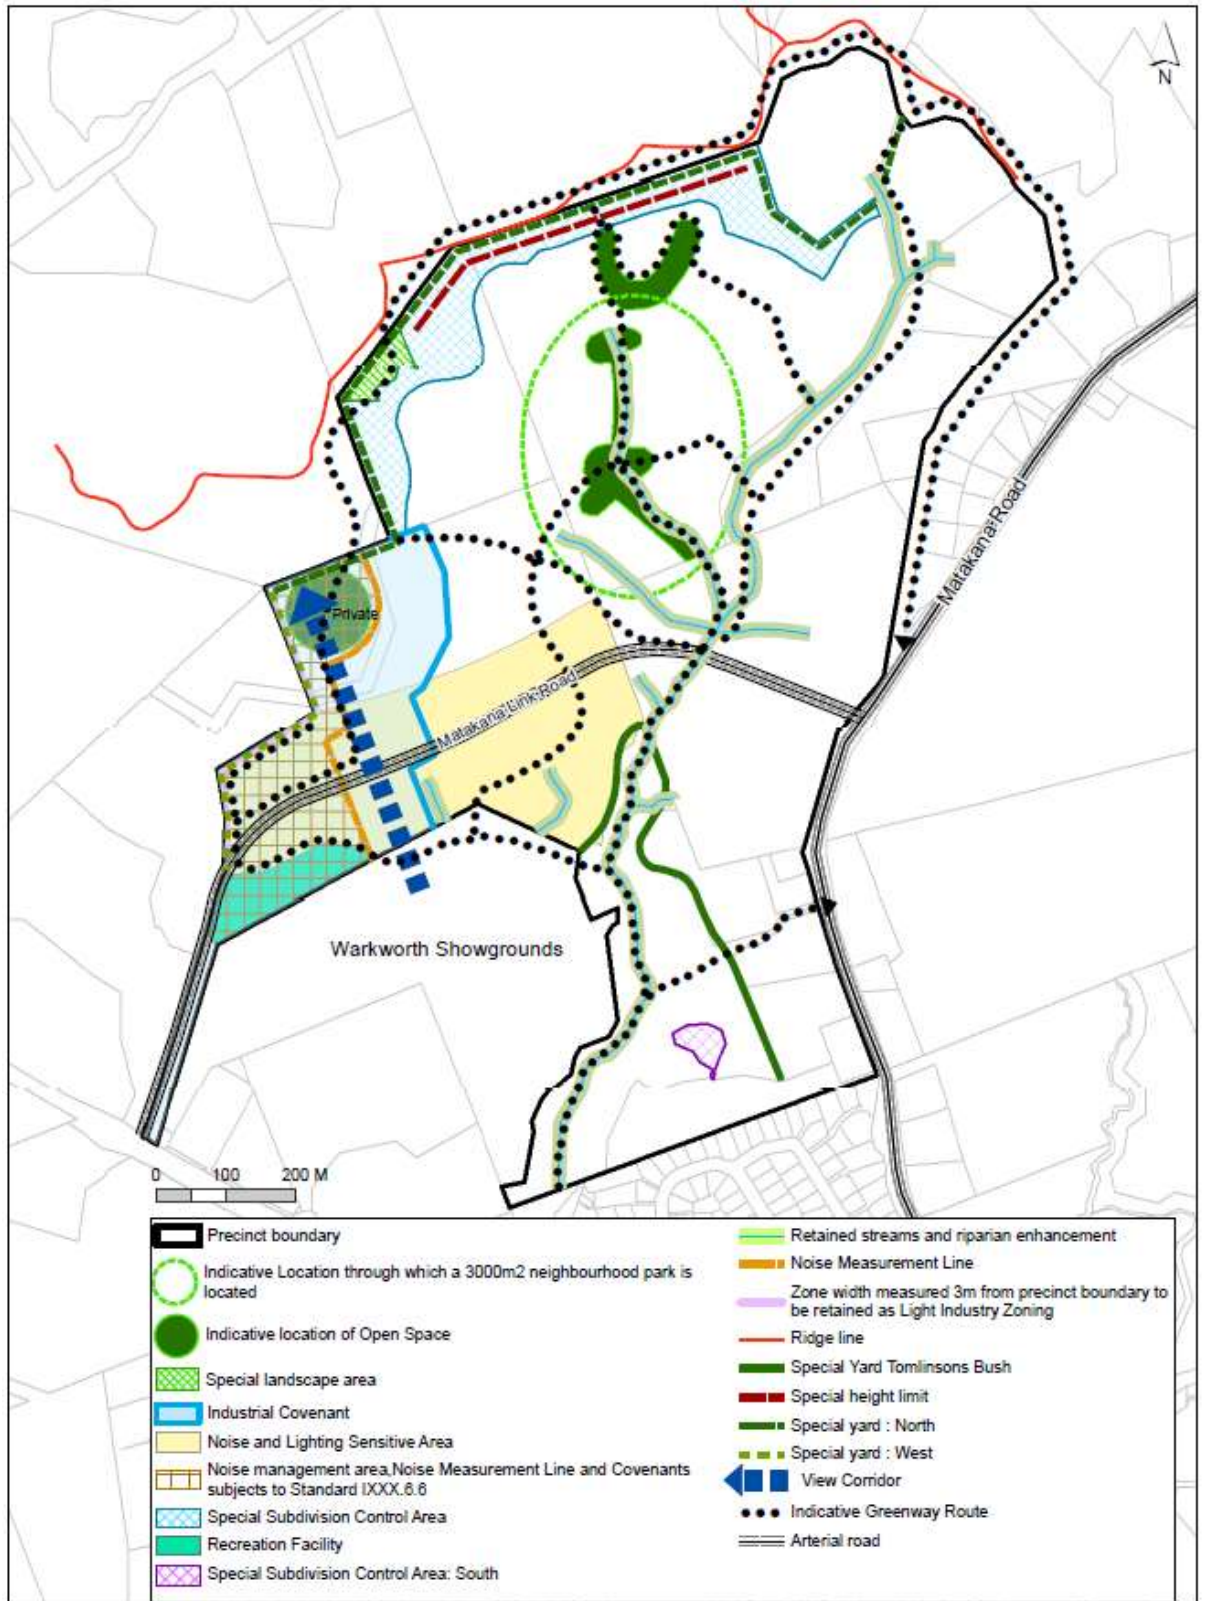 N
Private
Matakana Link Road
Matakana Road
Warkworth Showgrounds
0 100 200 M
Precinct boundary
Indicative Location through which a 3000m2 neighbourhood park is
located
Indicative location of Open Space
Special landscape area
Industrial Covenant
Noise and Lighting Sensitive Area
Noise management area,Noise Measurement Line and Covenants
subjects to Standard IXXX.6.6
Special Subdivision Control Area
Recreation Facility
Special Subdivision Control Area: South
Retained streams and riparian enhancement
Noise Measurement Line
Zone width measured 3m from precinct boundary to
be retained as Light Industry Zoning
Ridge line
Special Yard Tomlinsons Bush
Special height limit
Special yard : North
Special yard : West
View Corridor
Indicative Greenway Route
Arterial road